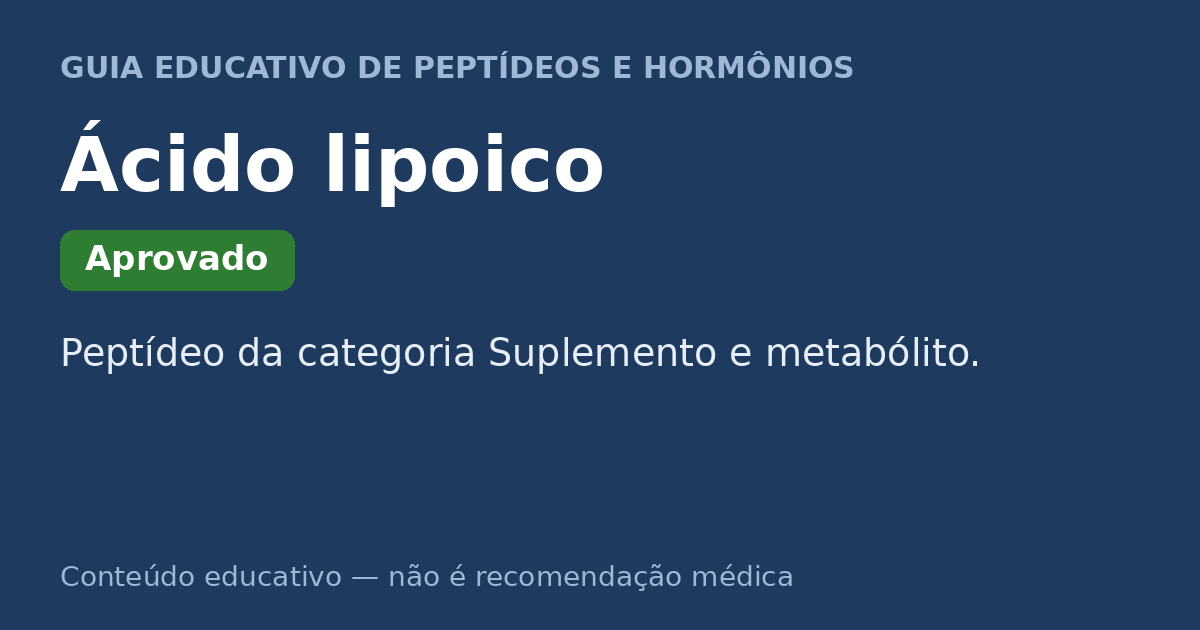 GUIA EDUCATIVO DE PEPTÍDEOS E HORMÔNIOS
Ácido lipoico
Aprovado
Peptídeo da categoria Suplemento e metabólito.
Conteúdo educativo — não é recomendação médica